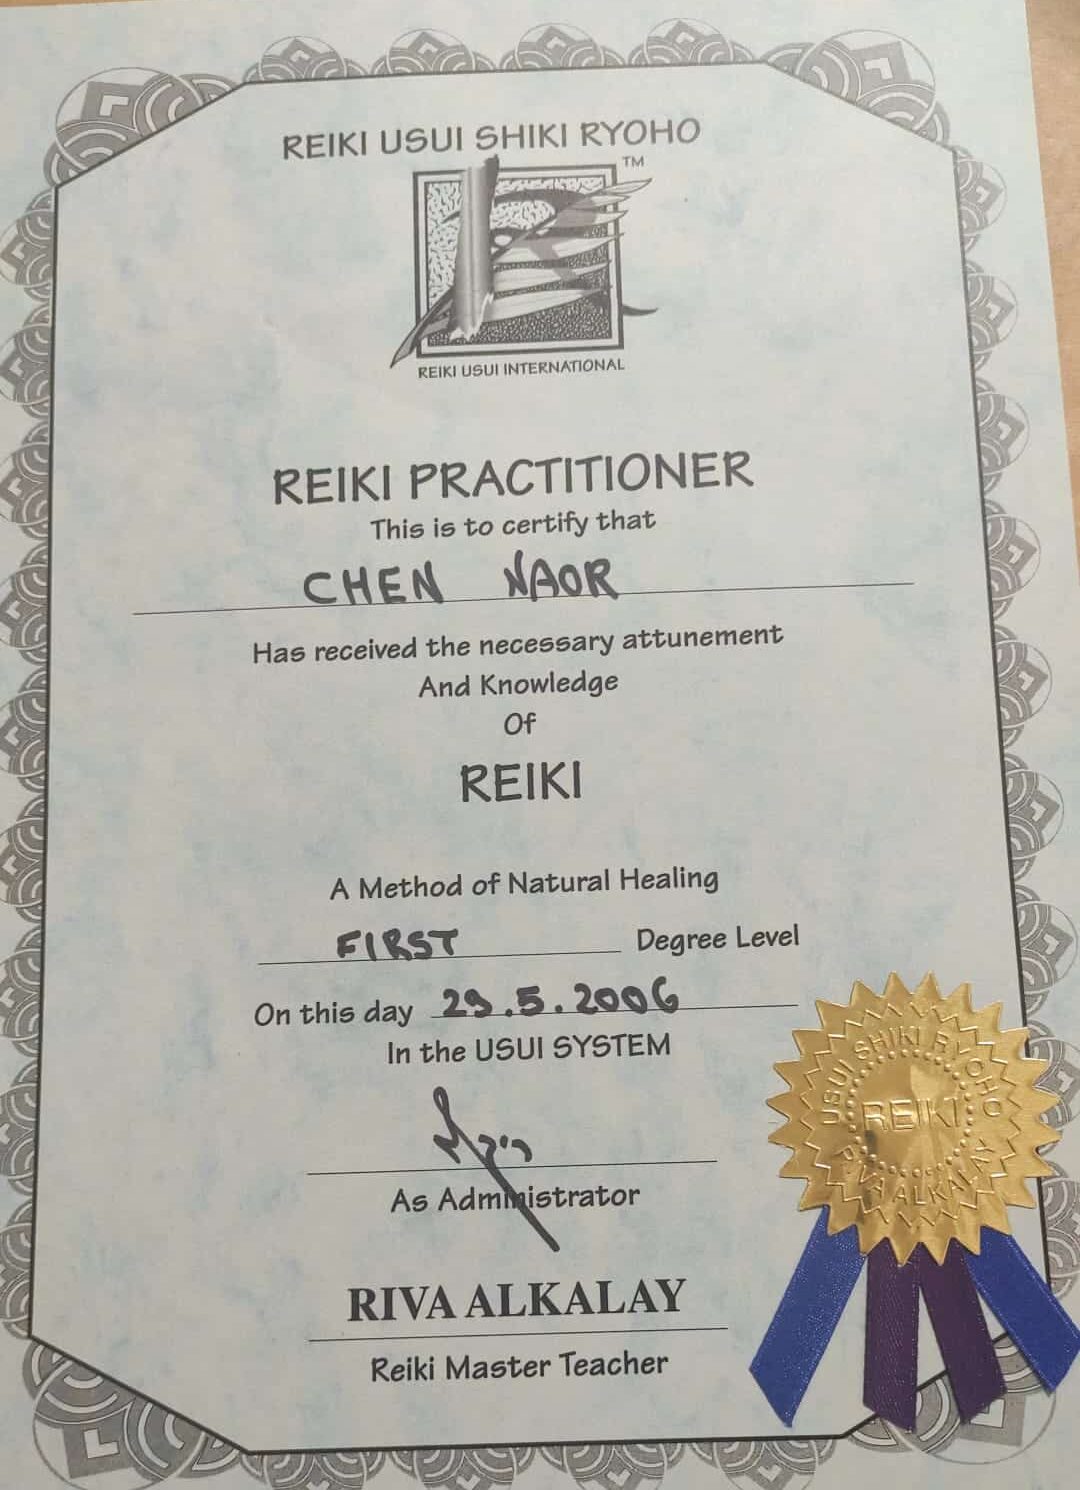 REIKI USUI SHIKI RYOHO
TM
REIKI USUI INTERNATIONAL
REIKI PRACTITIONER
This is to certify that
CHEN NAOR
Has received the necessary attunement
And Knowledge
Of
REIKI
A Method of Natural Healing
FIRST Degree Level
On this day 29.5.2006
In the USUI SYSTEM
As Administrator
RIVA ALKALAY
Reiki Master Teacher
USUI SHIKI RYOHO
REIKI
RIVA ALKALAY